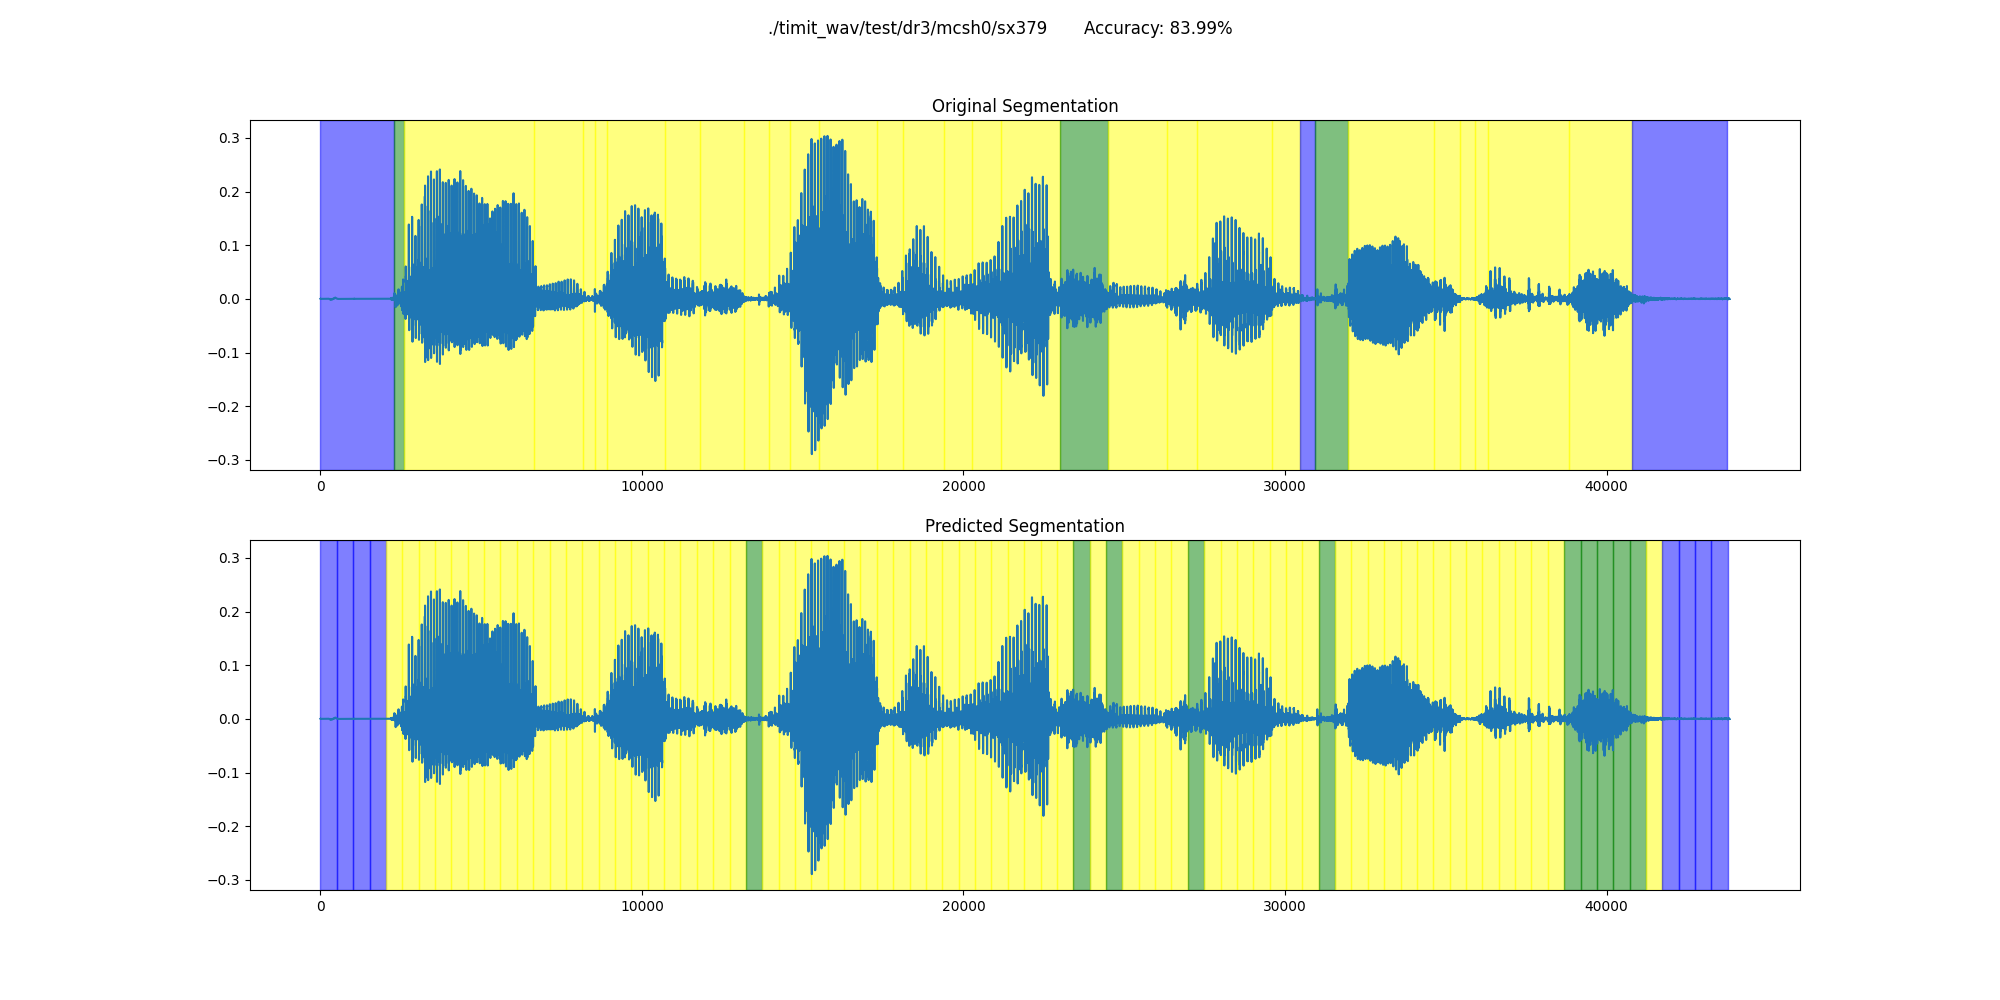 ./timit_wav/test/dr3/mcsh0/sx379 Accuracy: 83.99%
Original Segmentation
0.3
0.2
0.1
0.0
−0.1
−0.2
−0.3
0 10000 20000 30000 40000
Predicted Segmentation
0.3
0.2
0.1
0.0
−0.1
−0.2
−0.3
0 10000 20000 30000 40000